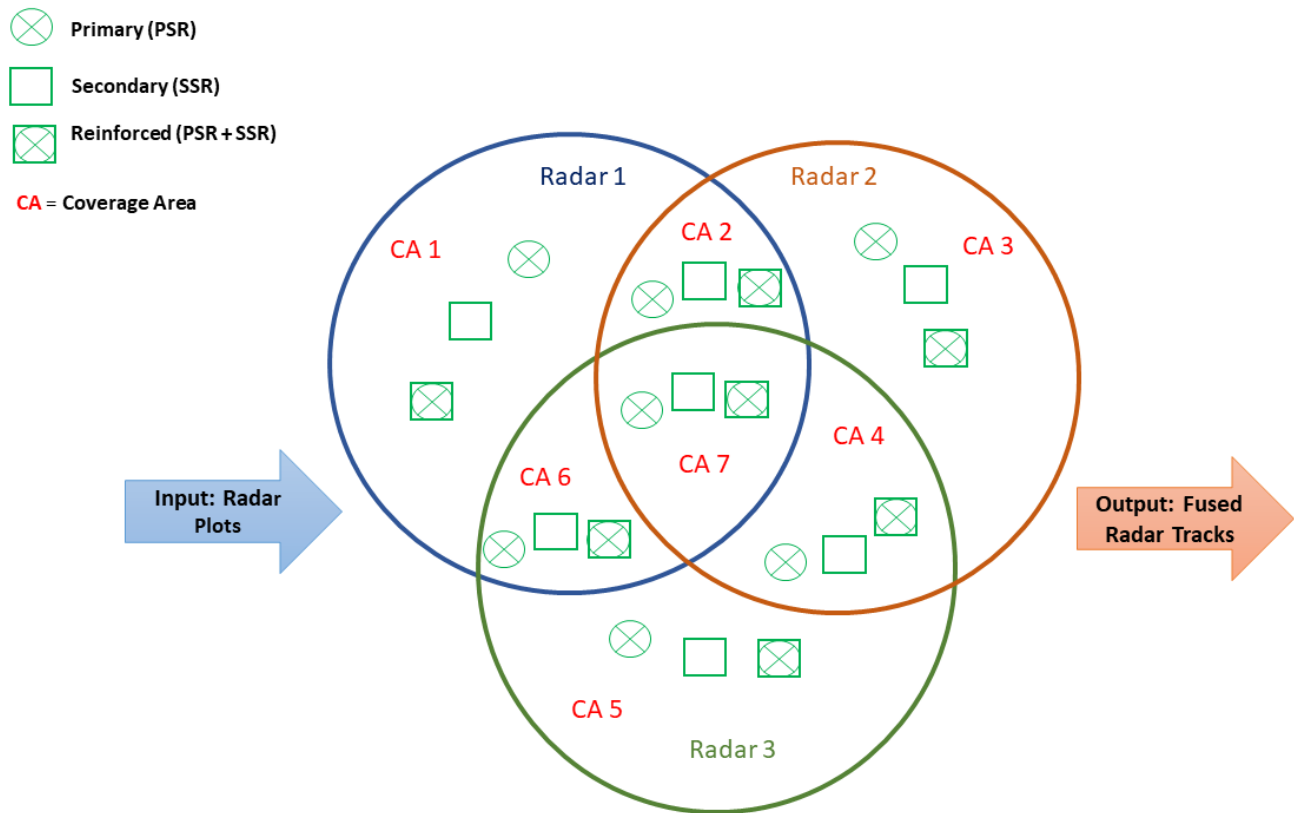 Primary (PSR)
Secondary (SSR)
Reinforced (PSR + SSR)
CA = Coverage Area
Radar 1
Radar 2
CA 1
CA 2
CA 3
CA 4
CA 6
CA 7
Input: Radar
Plots
Output: Fused
Radar Tracks
CA 5
Radar 3